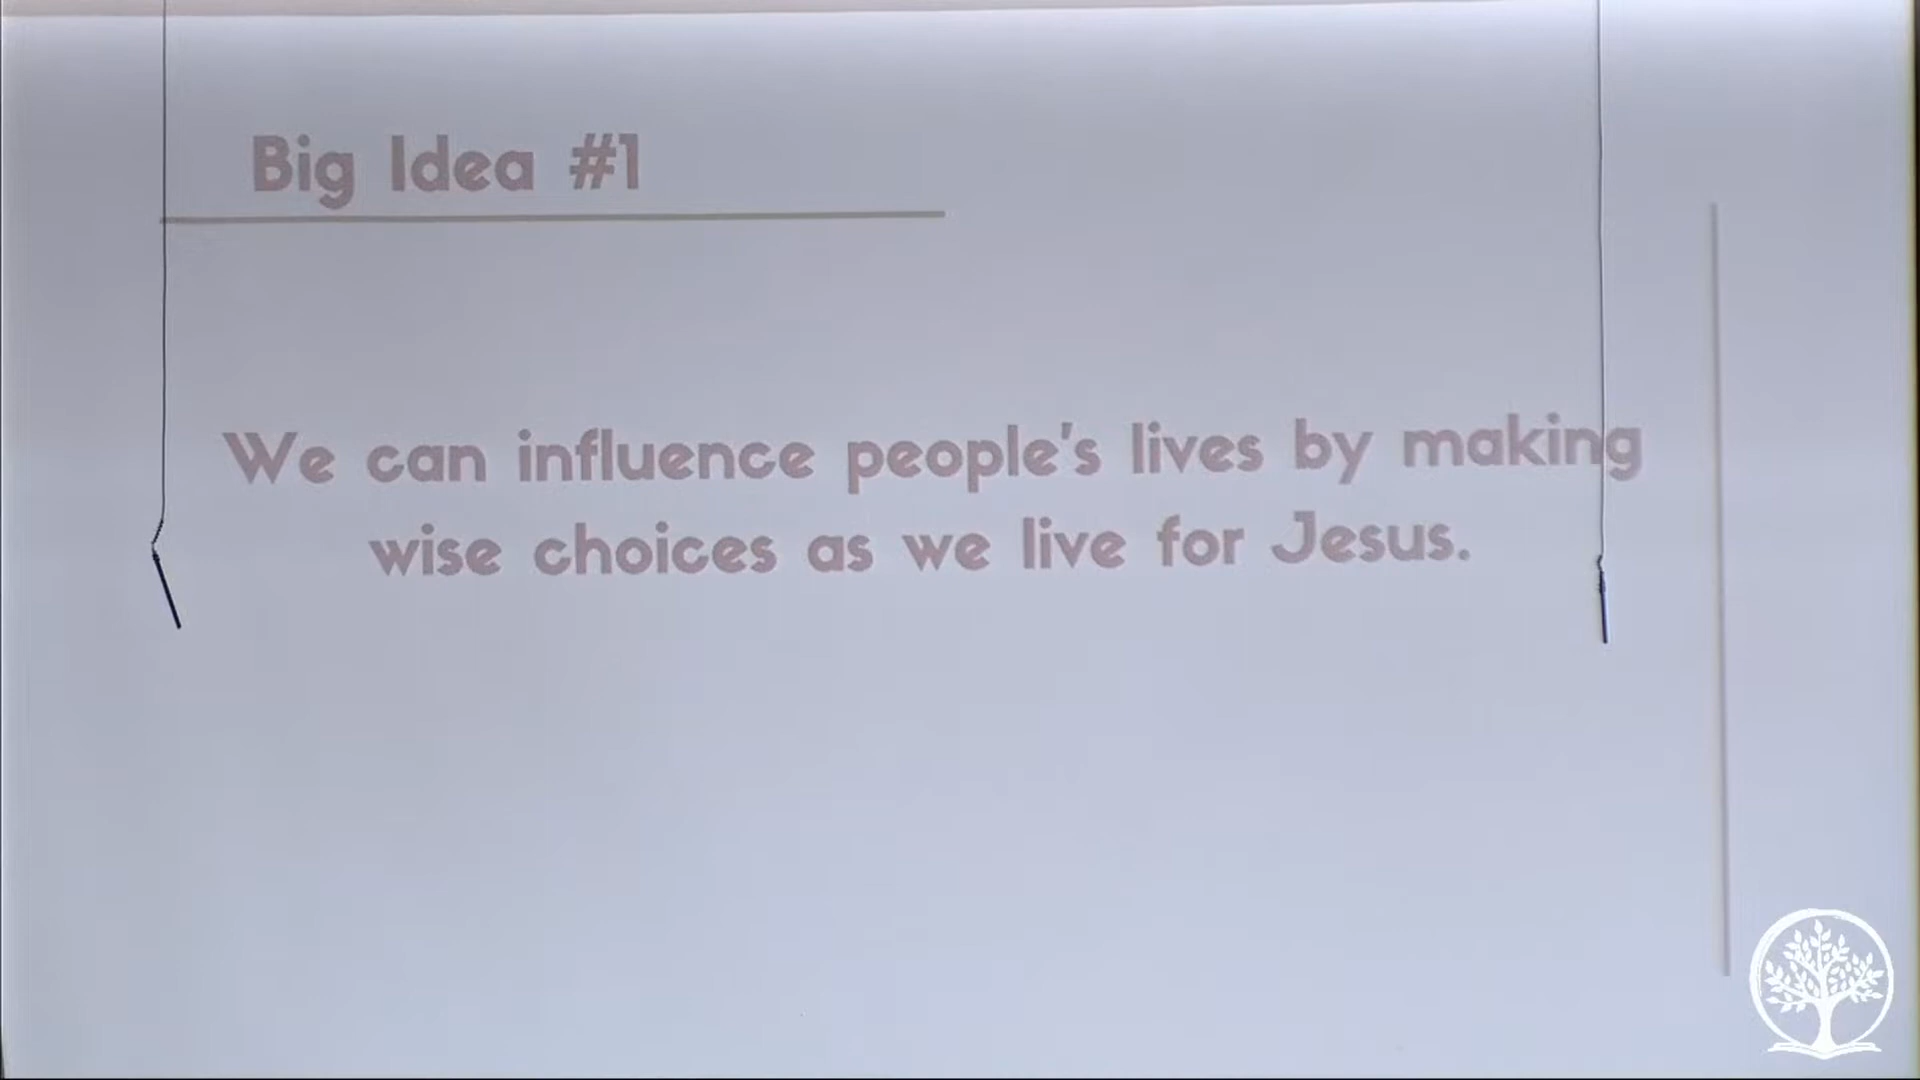 Big Idea #1
We can influence people's lives by making
wise choices as we live for Jesus.